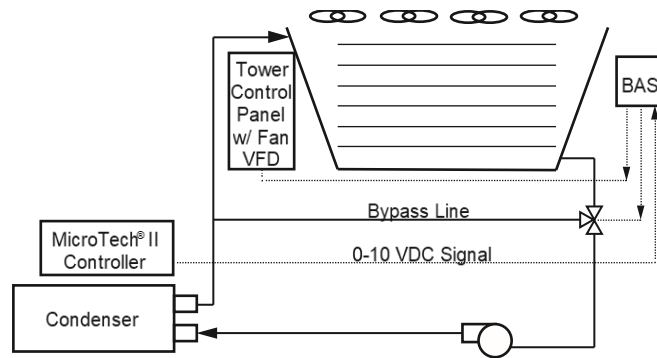 Tower
Control
Panel
w/ Fan
VFD
BAS
Bypass Line
MicroTech® II
Controller
0-10 VDC Signal
Condenser